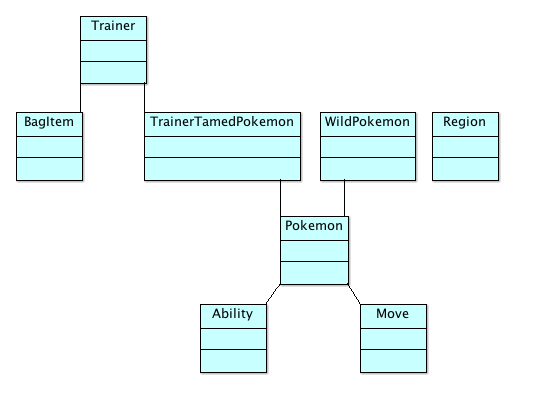 Trainer
BagItem
TrainerTamedPokemon
WildPokemon
Region
Pokemon
Ability
Move